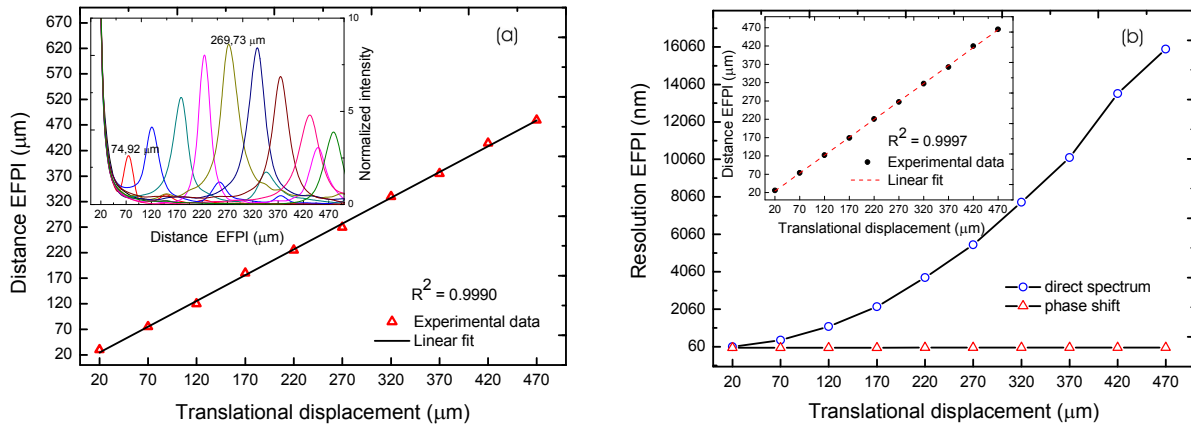 670
620
570
520
470
420
370
320
270
220
170
120
70
20
Distance EFPI (μm)
20 70 120 170 220 270 320 370 420 470
Translational displacement (μm)
(a)
R² = 0.9990
Experimental data
Linear fit
10
5
0
Normalized intensity
74,92 μm
269,73 μm
20 70 120 170 220 270 320 370 420 470
Distance EFPI (μm)
16060
14060
12060
10060
8060
6060
4060
2060
60
Resolution EFPI (nm)
20 70 120 170 220 270 320 370 420 470
Translational displacement (μm)
(b)
direct spectrum
phase shift
470
420
370
320
270
220
170
120
70
20
Distance EFPI (μm)
20 70 120 170 220 270 320 370 420 470
Translational displacement (μm)
R² = 0.9997
Experimental data
Linear fit